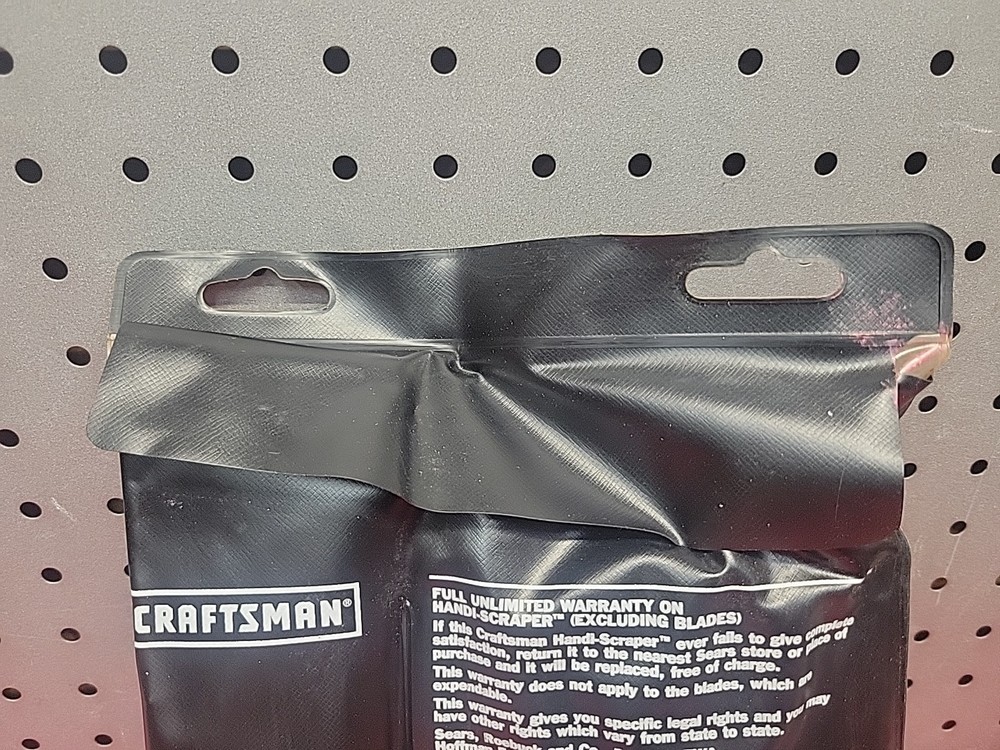 CRAFTSMAN®
FULL UNLIMITED WARRANTY ON
HANDI-SCRAPER™ (EXCLUDING BLADES)
If this Craftsman Handi-Scraper™ ever fails to give complete
satisfaction, return it to the nearest Sears store or place of
purchase and it will be replaced, free of charge.
This warranty does not apply to the blades, which are
expendable.
This warranty gives you specific legal rights and you may
have other rights which vary from state to state.
Sears, Roebuck and Co.,
Hoffman